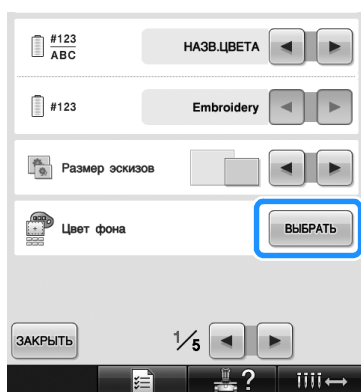 #123
ABC
НАЗВ.ЦВЕТА
#123
Embroidery
Размер эскизов
Цвет фона
ВЫБРАТЬ
ЗАКРЫТЬ
1/5
?